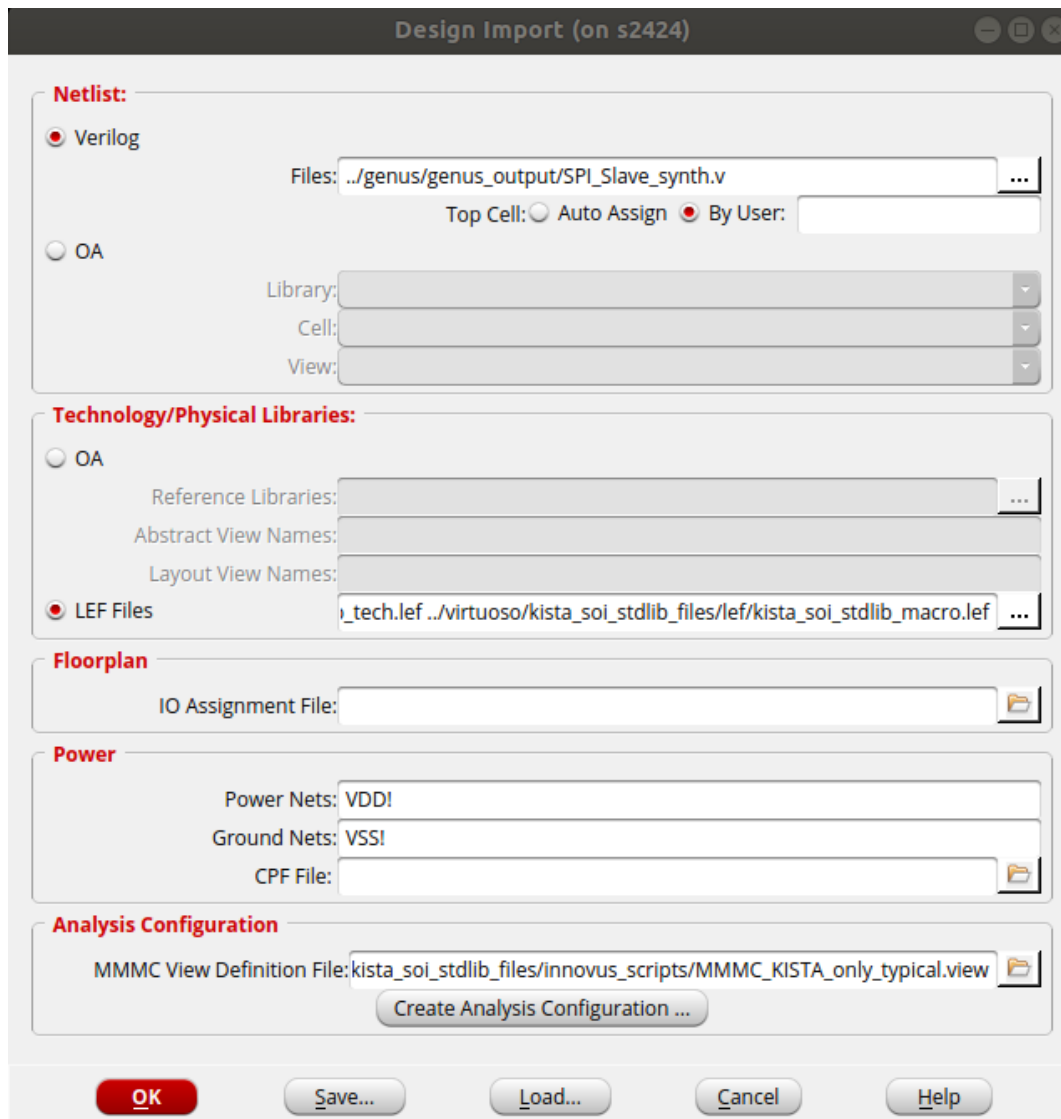 Design Import (on s2424)
Netlist:
Verilog
Files: ../genus/genus_output/SPI_Slave_synth.v ...
Top Cell: Auto Assign By User:
OA
Library:
Cell:
View:
Technology/Physical Libraries:
OA
Reference Libraries: ...
Abstract View Names:
Layout View Names:
LEF Files _tech.lef ../virtuoso/kista_soi_stdlib_files/lef/kista_soi_stdlib_macro.lef ...
Floorplan
IO Assignment File:
Power
Power Nets: VDD!
Ground Nets: VSS!
CPF File:
Analysis Configuration
MMMC View Definition File: kista_soi_stdlib_files/innovus_scripts/MMMC_KISTA_only_typical.view
Create Analysis Configuration ...
OK Save... Load... Cancel Help